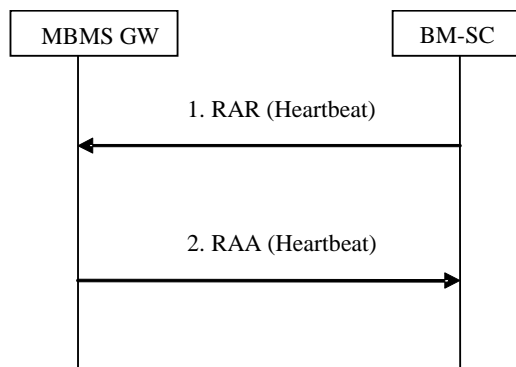 MBMS GW
BM-SC
1. RAR (Heartbeat)
2. RAA (Heartbeat)